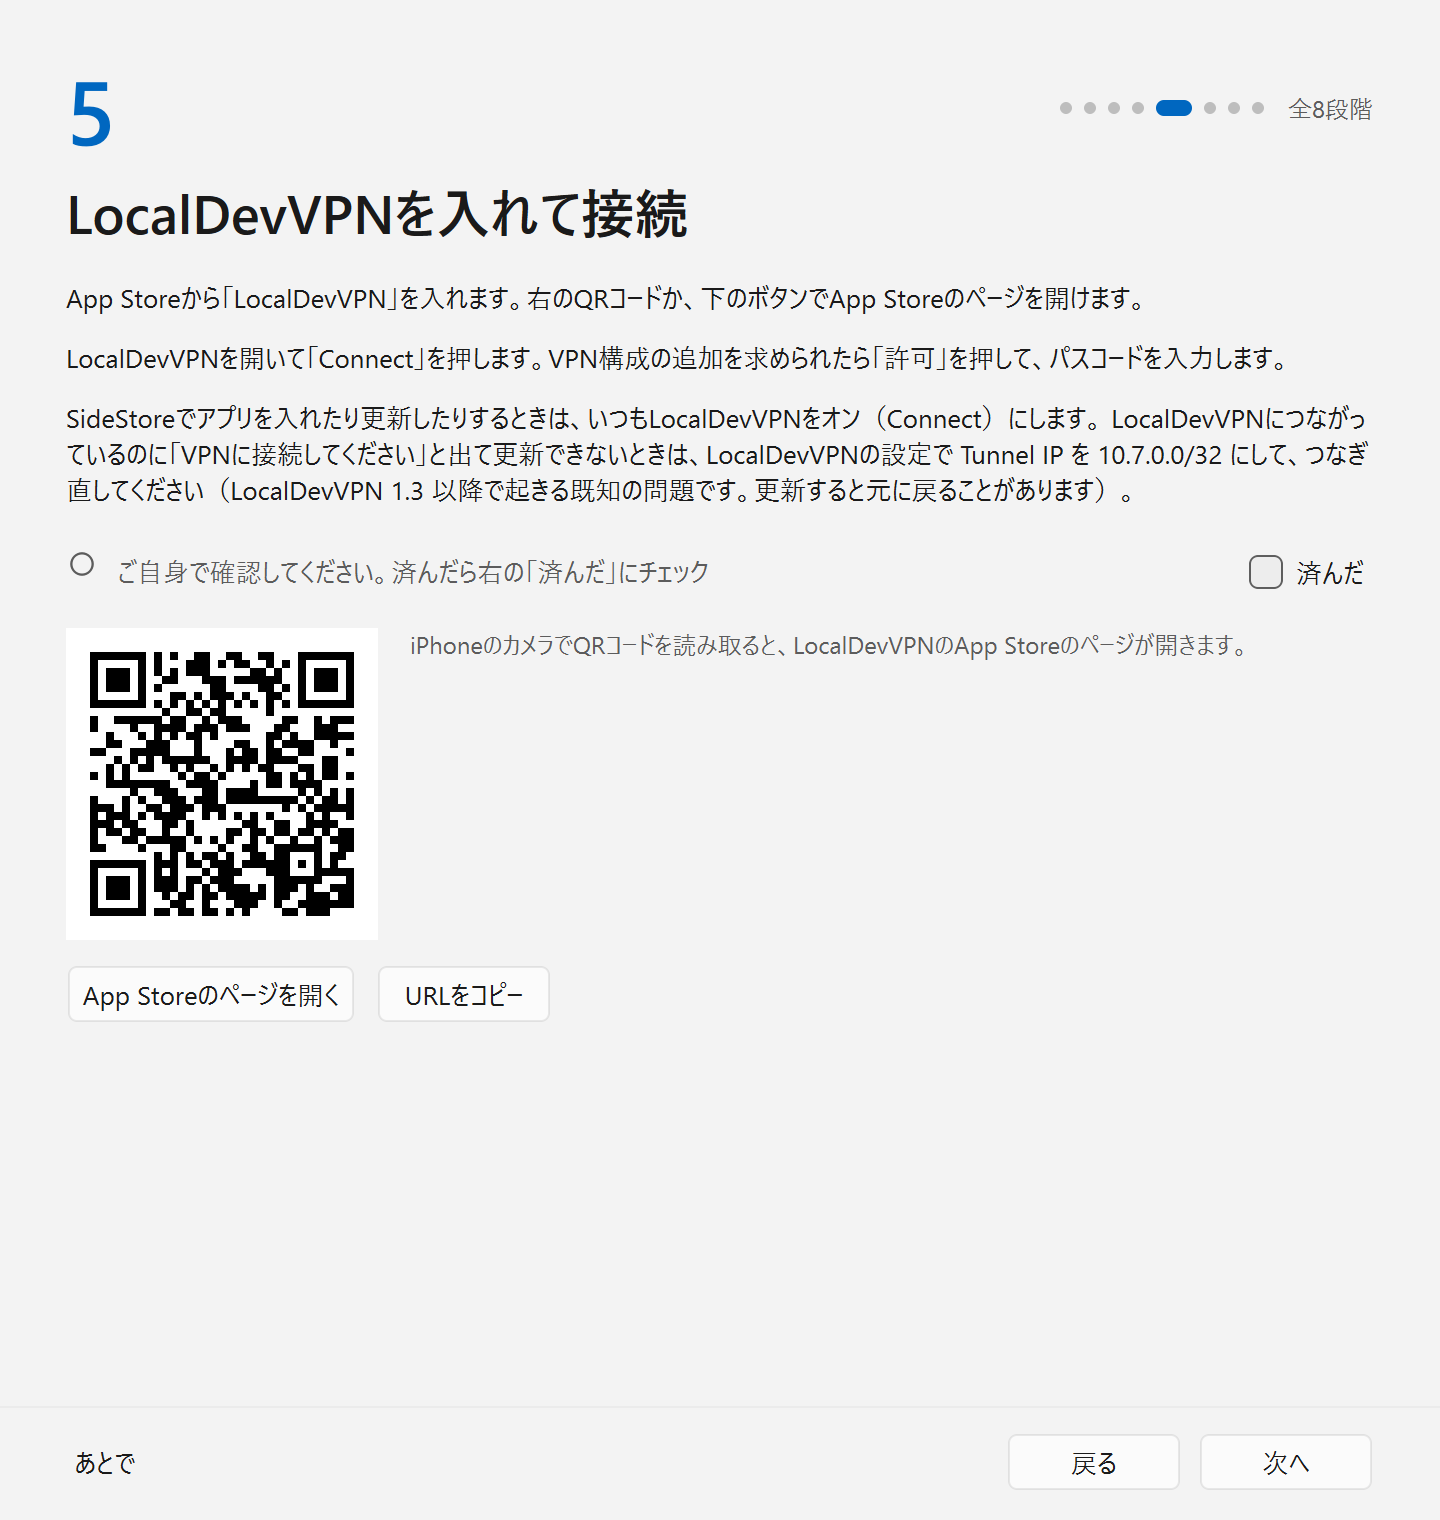 5
全8段階
LocalDevVPNを入れて接続
App Storeから「LocalDevVPN」を入れます。右のQRコードか、下のボタンでApp Storeのページを開けます。
LocalDevVPNを開いて「Connect」を押します。VPN構成の追加を求められたら「許可」を押して、パスコードを入力します。
SideStoreでアプリを入れたり更新したりするときは、いつもLocalDevVPNをオン（Connect）にします。LocalDevVPNにつながっ
ているのに「VPNに接続してください」と出て更新できないときは、LocalDevVPNの設定で Tunnel IP を 10.7.0.0/32 にして、つなぎ
直してください（LocalDevVPN 1.3 以降で起きる既知の問題です。更新すると元に戻ることがあります）。
ご自身で確認してください。済んだら右の「済んだ」にチェック
済んだ
iPhoneのカメラでQRコードを読み取ると、LocalDevVPNのApp Storeのページが開きます。
App Storeのページを開く
URLをコピー
あとで
戻る
次へ